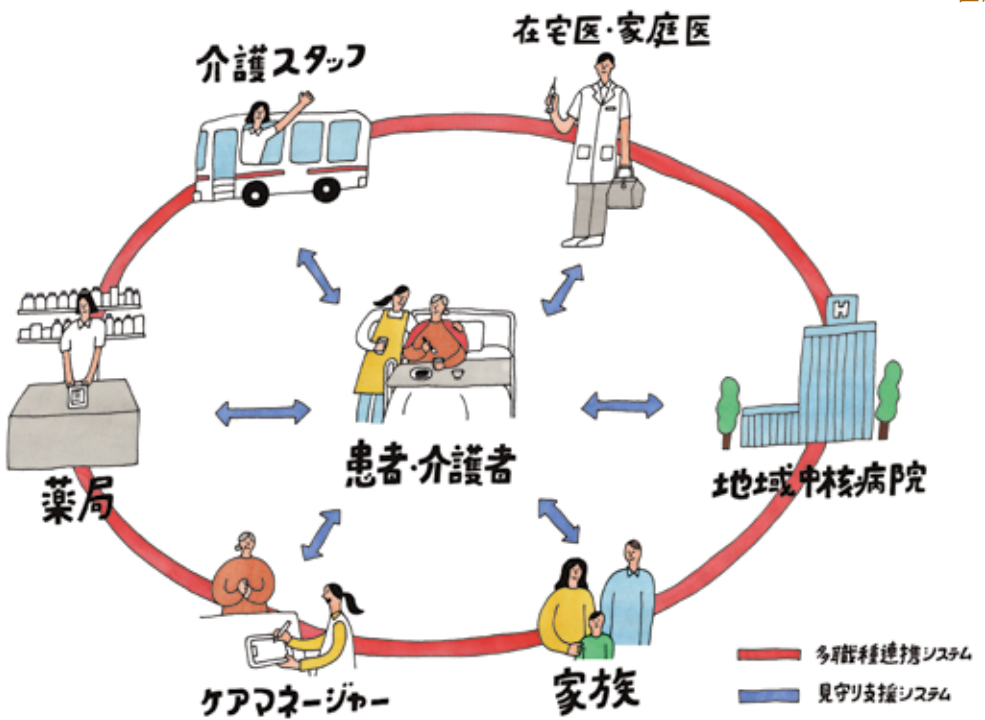 在宅医・家庭医
介護スタッフ
H
患者・介護者
地域中核病院
薬局
ケアマネージャー
家族
多職種連携システム
見守り支援システム